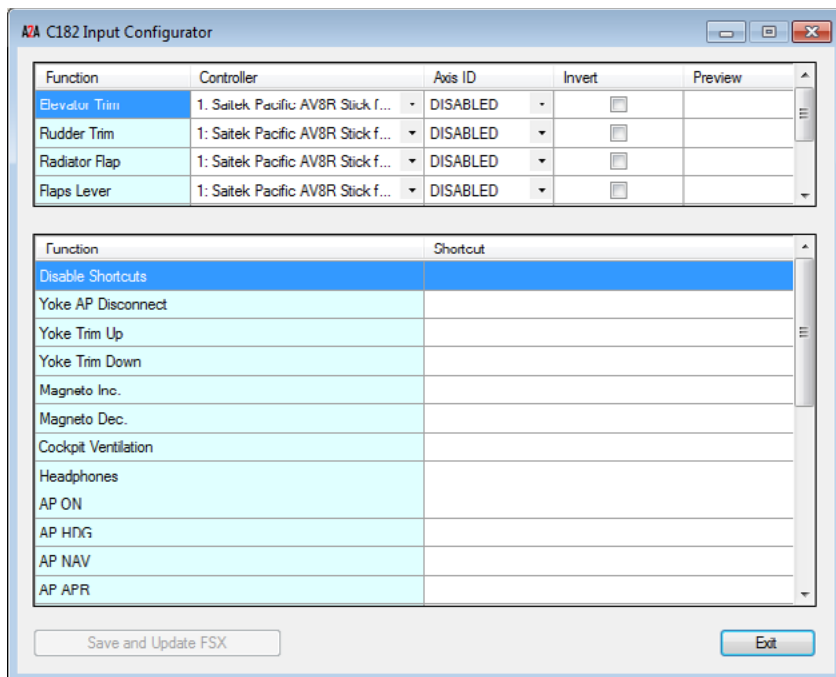 A2A C182 Input Configurator
Function Controller Axis ID Invert Preview
Elevator Trim 1: Saitek Pacific AV8R Stick f... DISABLED
Rudder Trim 1: Saitek Pacific AV8R Stick f... DISABLED
Radiator Flap 1: Saitek Pacific AV8R Stick f... DISABLED
Flaps Lever 1: Saitek Pacific AV8R Stick f... DISABLED
Function Shortcut
Disable Shortcuts
Yoke AP Disconnect
Yoke Trim Up
Yoke Trim Down
Magneto Inc.
Magneto Dec.
Cockpit Ventilation
Headphones
AP ON
AP HDG
AP NAV
AP APR
Save and Update FSX Exit